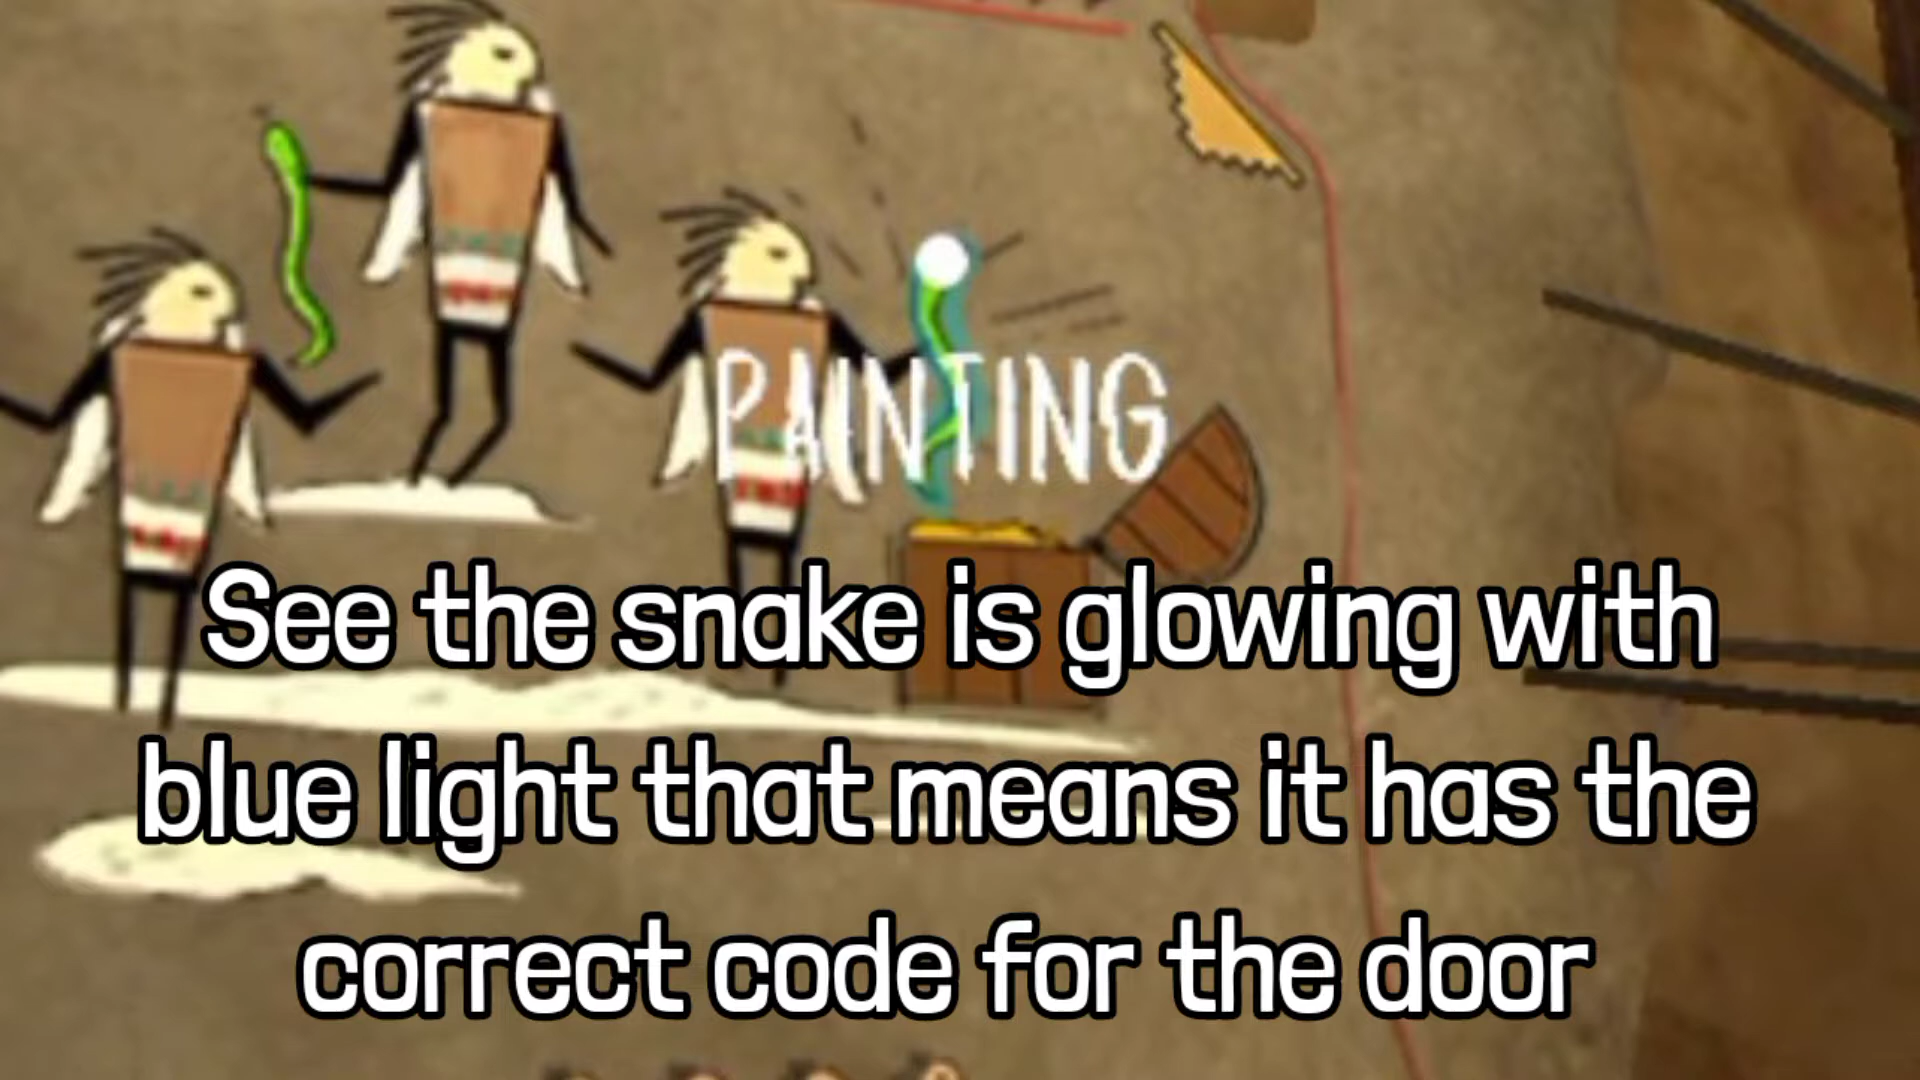 PAINTING
See the snake is glowing with
blue light that means it has the
correct code for the door